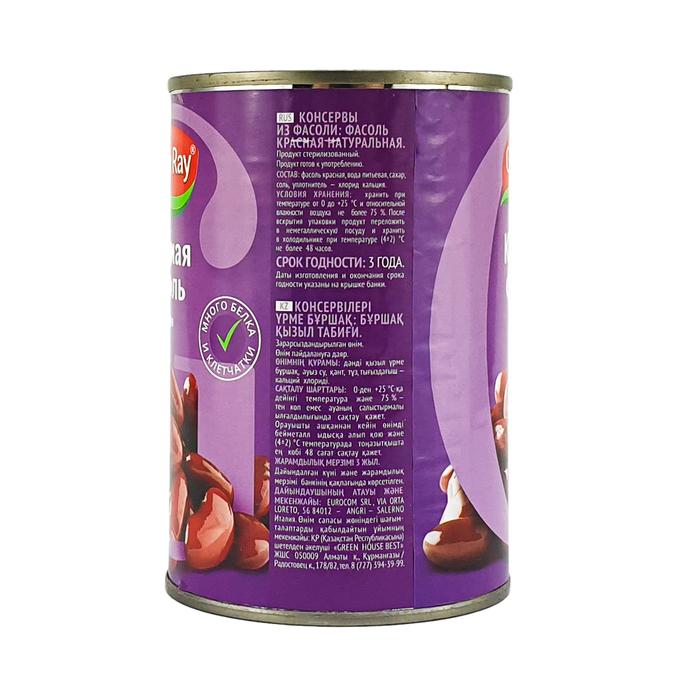 Ray®
МНОГО БЕЛКА
И КЛЕТЧАТКИ
RUS КОНСЕРВЫ
ИЗ ФАСОЛИ: ФАСОЛЬ
КРАСНАЯ НАТУРАЛЬНАЯ.
Продукт стерилизованный.
Продукт готов к употреблению.
СОСТАВ: фасоль красная, вода питьевая, сахар,
соль, уплотнитель — хлорид кальция.
УСЛОВИЯ ХРАНЕНИЯ: хранить при
температуре от 0 до +25 °С и относительной
влажности воздуха не более 75 %. После
вскрытия упаковки продукт переложить
в неметаллическую посуду и хранить
в холодильнике при температуре (4±2) °С
не более 48 часов.
СРОК ГОДНОСТИ: 3 ГОДА.
Даты изготовления и окончания срока
годности указаны на крышке банки.
KZ КОНСЕРВІЛЕРІ
ҮРМЕ БҰРШАҚ: БҰРШАҚ
ҚЫЗЫЛ ТАБИҒИ.
Зарарсыздандырылған өнім.
Өнім пайдалануға даяр.
ӨНІМНІҢ ҚҰРАМЫ: дәнді қызыл үрме
бұршақ, ауыз су, қант, тұз, тығыздағыш —
кальций хлориді.
САҚТАЛУ ШАРТТАРЫ: 0-ден +25 °С-қа
дейінгі температура және 75 % –
тен көп емес ауаның салыстырмалы
ылғалдылығында сақтау қажет.
Орауышты ашқаннан кейін өнімді
бейметалл ыдысқа алып қою және
(4±2) °С температурада тоңазытқышта
ең көбі 48 сағат сақтау қажет.
ЖАРАМДЫЛЫҚ МЕРЗІМІ 3 ЖЫЛ.
Дайындалған күні және жарамдылық
мерзімі банкінің қақпағында көрсетілген.
ДАЙЫНДАУШЫНЫҢ АТАУЫ ЖӘНЕ
МЕКЕНЖАЙЫ: EUROCOM SRL, VIA ORTA
LORETO, 56 84012 – ANGRI – SALERNO
Италия. Өнім сапасы жөніндегі шағым-
талаптарды қабылдайтын ұйымның
мекенжайы: ҚР (Қазақстан Республикасына)
шетелден әкелуші «GREEN HOUSE BEST»
ЖШС 050009 Алматы қ., Құрманғазы/
Радостовец к., 178/82, тел. 8 (727) 394-39-99.